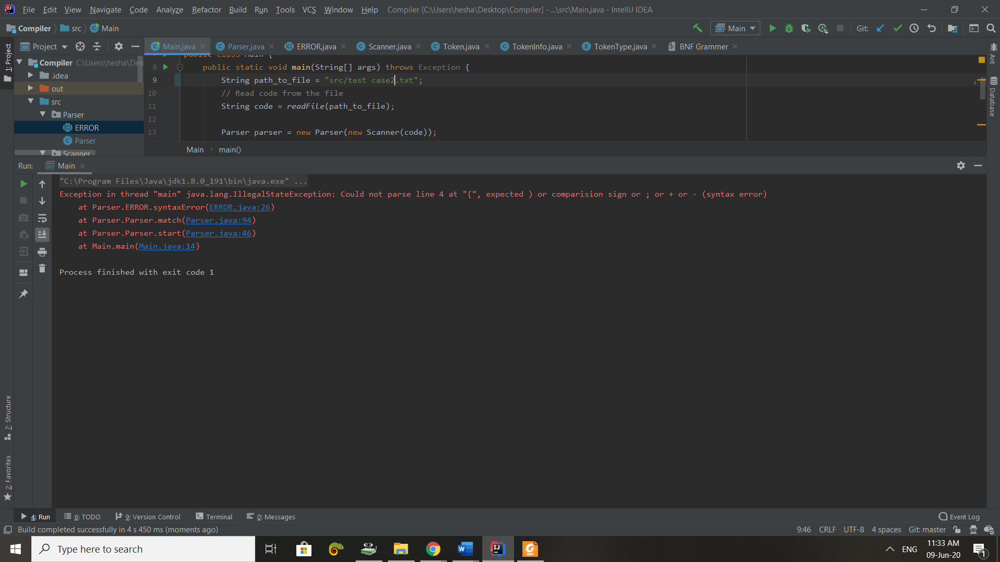 File Edit View Navigate Code Analyze Refactor Build Run Tools VCS Window Help Compiler [C:\Users\hesha\Desktop\Compiler] - ...\src\Main.java - IntelliJ IDEA
Compiler src Main Main Git:
1: Project
Project
Main.java Parser.java ERROR.java Scanner.java Token.java TokenInfo.java TokenType.java BNF Grammer
Ant
Database
Compiler C:\Users\hesha\Des
.idea
out
src
Parser
ERROR
Parser
Scanner
public class Main {
8 public static void main(String[] args) throws Exception {
9 String path_to_file = "src/test case2.txt";
10 // Read code from the file
11 String code = readFile(path_to_file);
12
13 Parser parser = new Parser(new Scanner(code));
Main main()
Run: Main
"C:\Program Files\Java\jdk1.8.0_191\bin\java.exe" ...
Exception in thread "main" java.lang.IllegalStateException: Could not parse line 4 at "{", expected ) or comparision sign or ; or + or - (syntax error)
at Parser.ERROR.syntaxError(ERROR.java:26)
at Parser.Parser.match(Parser.java:94)
at Parser.Parser.start(Parser.java:46)
at Main.main(Main.java:14)
Process finished with exit code 1
7: Structure
2: Favorites
4: Run 6: TODO 9: Version Control Terminal 0: Messages Event Log
Build completed successfully in 4 s 450 ms (moments ago) 9:46 CRLF UTF-8 4 spaces Git: master
Type here to search
W
IJ
PDF
ENG
11:33 AM
09-Jun-20
1